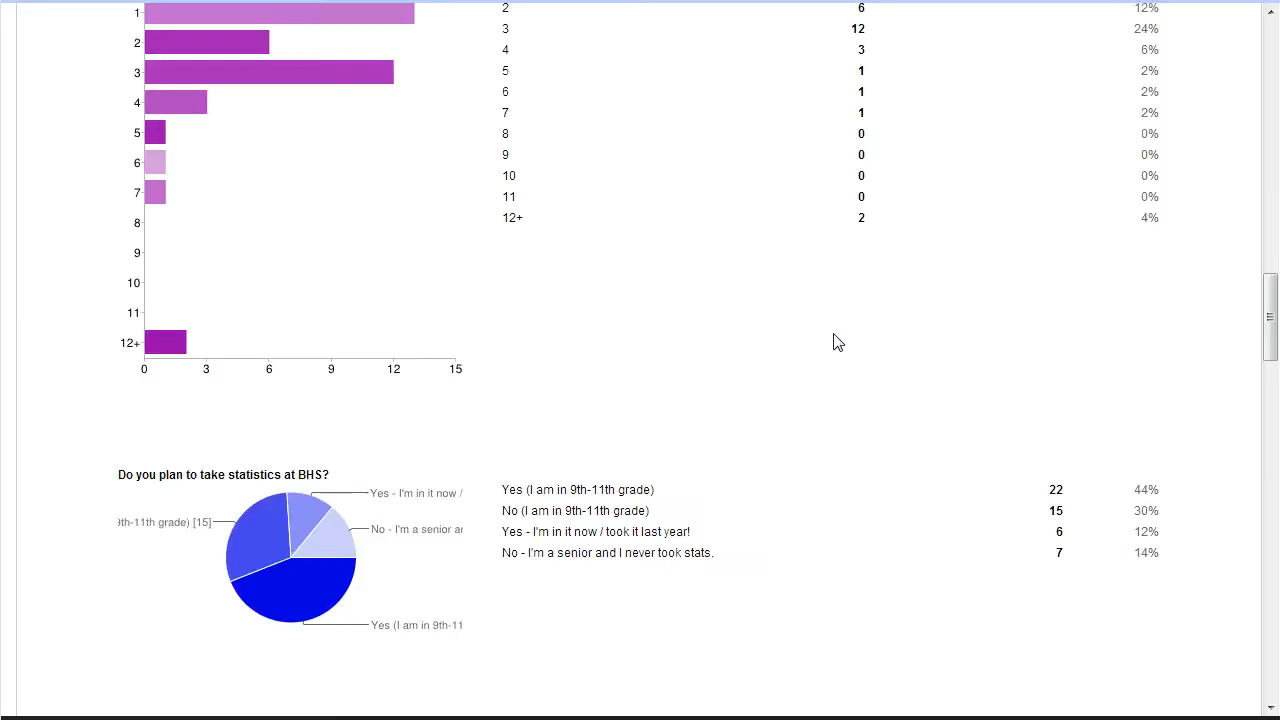 1
2
3
4
5
6
7
8
9
10
11
12+
0 3 6 9 12 15
2 6 12%
3 12 24%
4 3 6%
5 1 2%
6 1 2%
7 1 2%
8 0 0%
9 0 0%
10 0 0%
11 0 0%
12+ 2 4%
Do you plan to take statistics at BHS?
Yes - I'm in it now /
9th-11th grade) [15]
No - I'm a senior ar
Yes (I am in 9th-11
Yes (I am in 9th-11th grade) 22 44%
No (I am in 9th-11th grade) 15 30%
Yes - I'm in it now / took it last year! 6 12%
No - I'm a senior and I never took stats. 7 14%